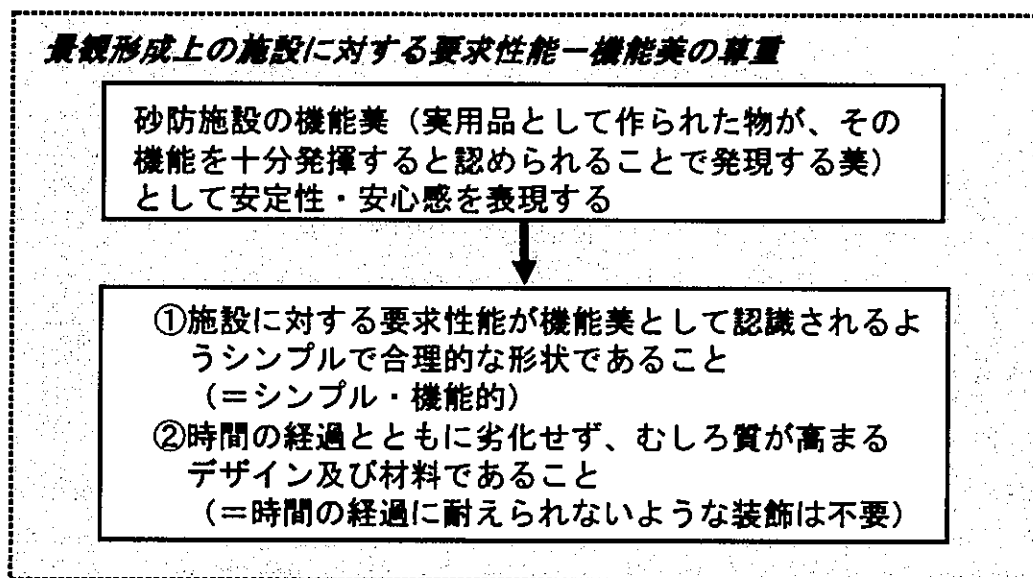 景観形成上の施設に対する要求性能－機能美の尊重
砂防施設の機能美（実用品として作られた物が、その
機能を十分発揮すると認められることで発現する美）
として安定性・安心感を表現する
①施設に対する要求性能が機能美として認識されるよ
うシンプルで合理的な形状であること
（＝シンプル・機能的）
②時間の経過とともに劣化せず、むしろ質が高まる
デザイン及び材料であること
（＝時間の経過に耐えられないような装飾は不要）